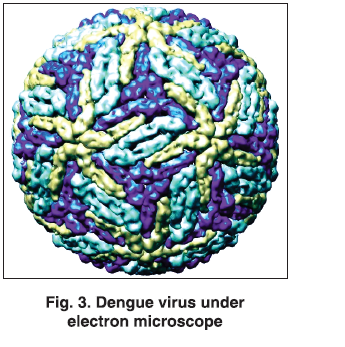 Fig. 3. Dengue virus under
electron microscope